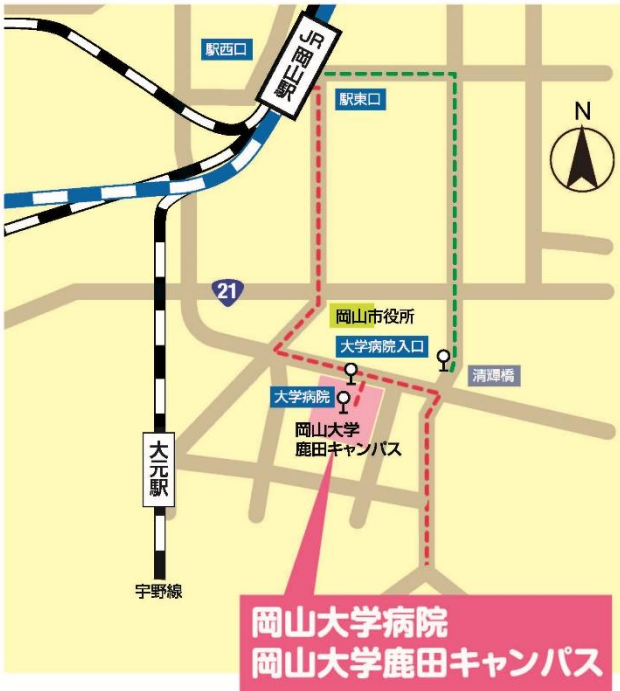 駅西口
JR岡山駅
駅東口
N
21
岡山市役所
大学病院入口
清輝橋
大学病院
岡山大学
鹿田キャンパス
大元駅
宇野線
岡山大学病院
岡山大学鹿田キャンパス